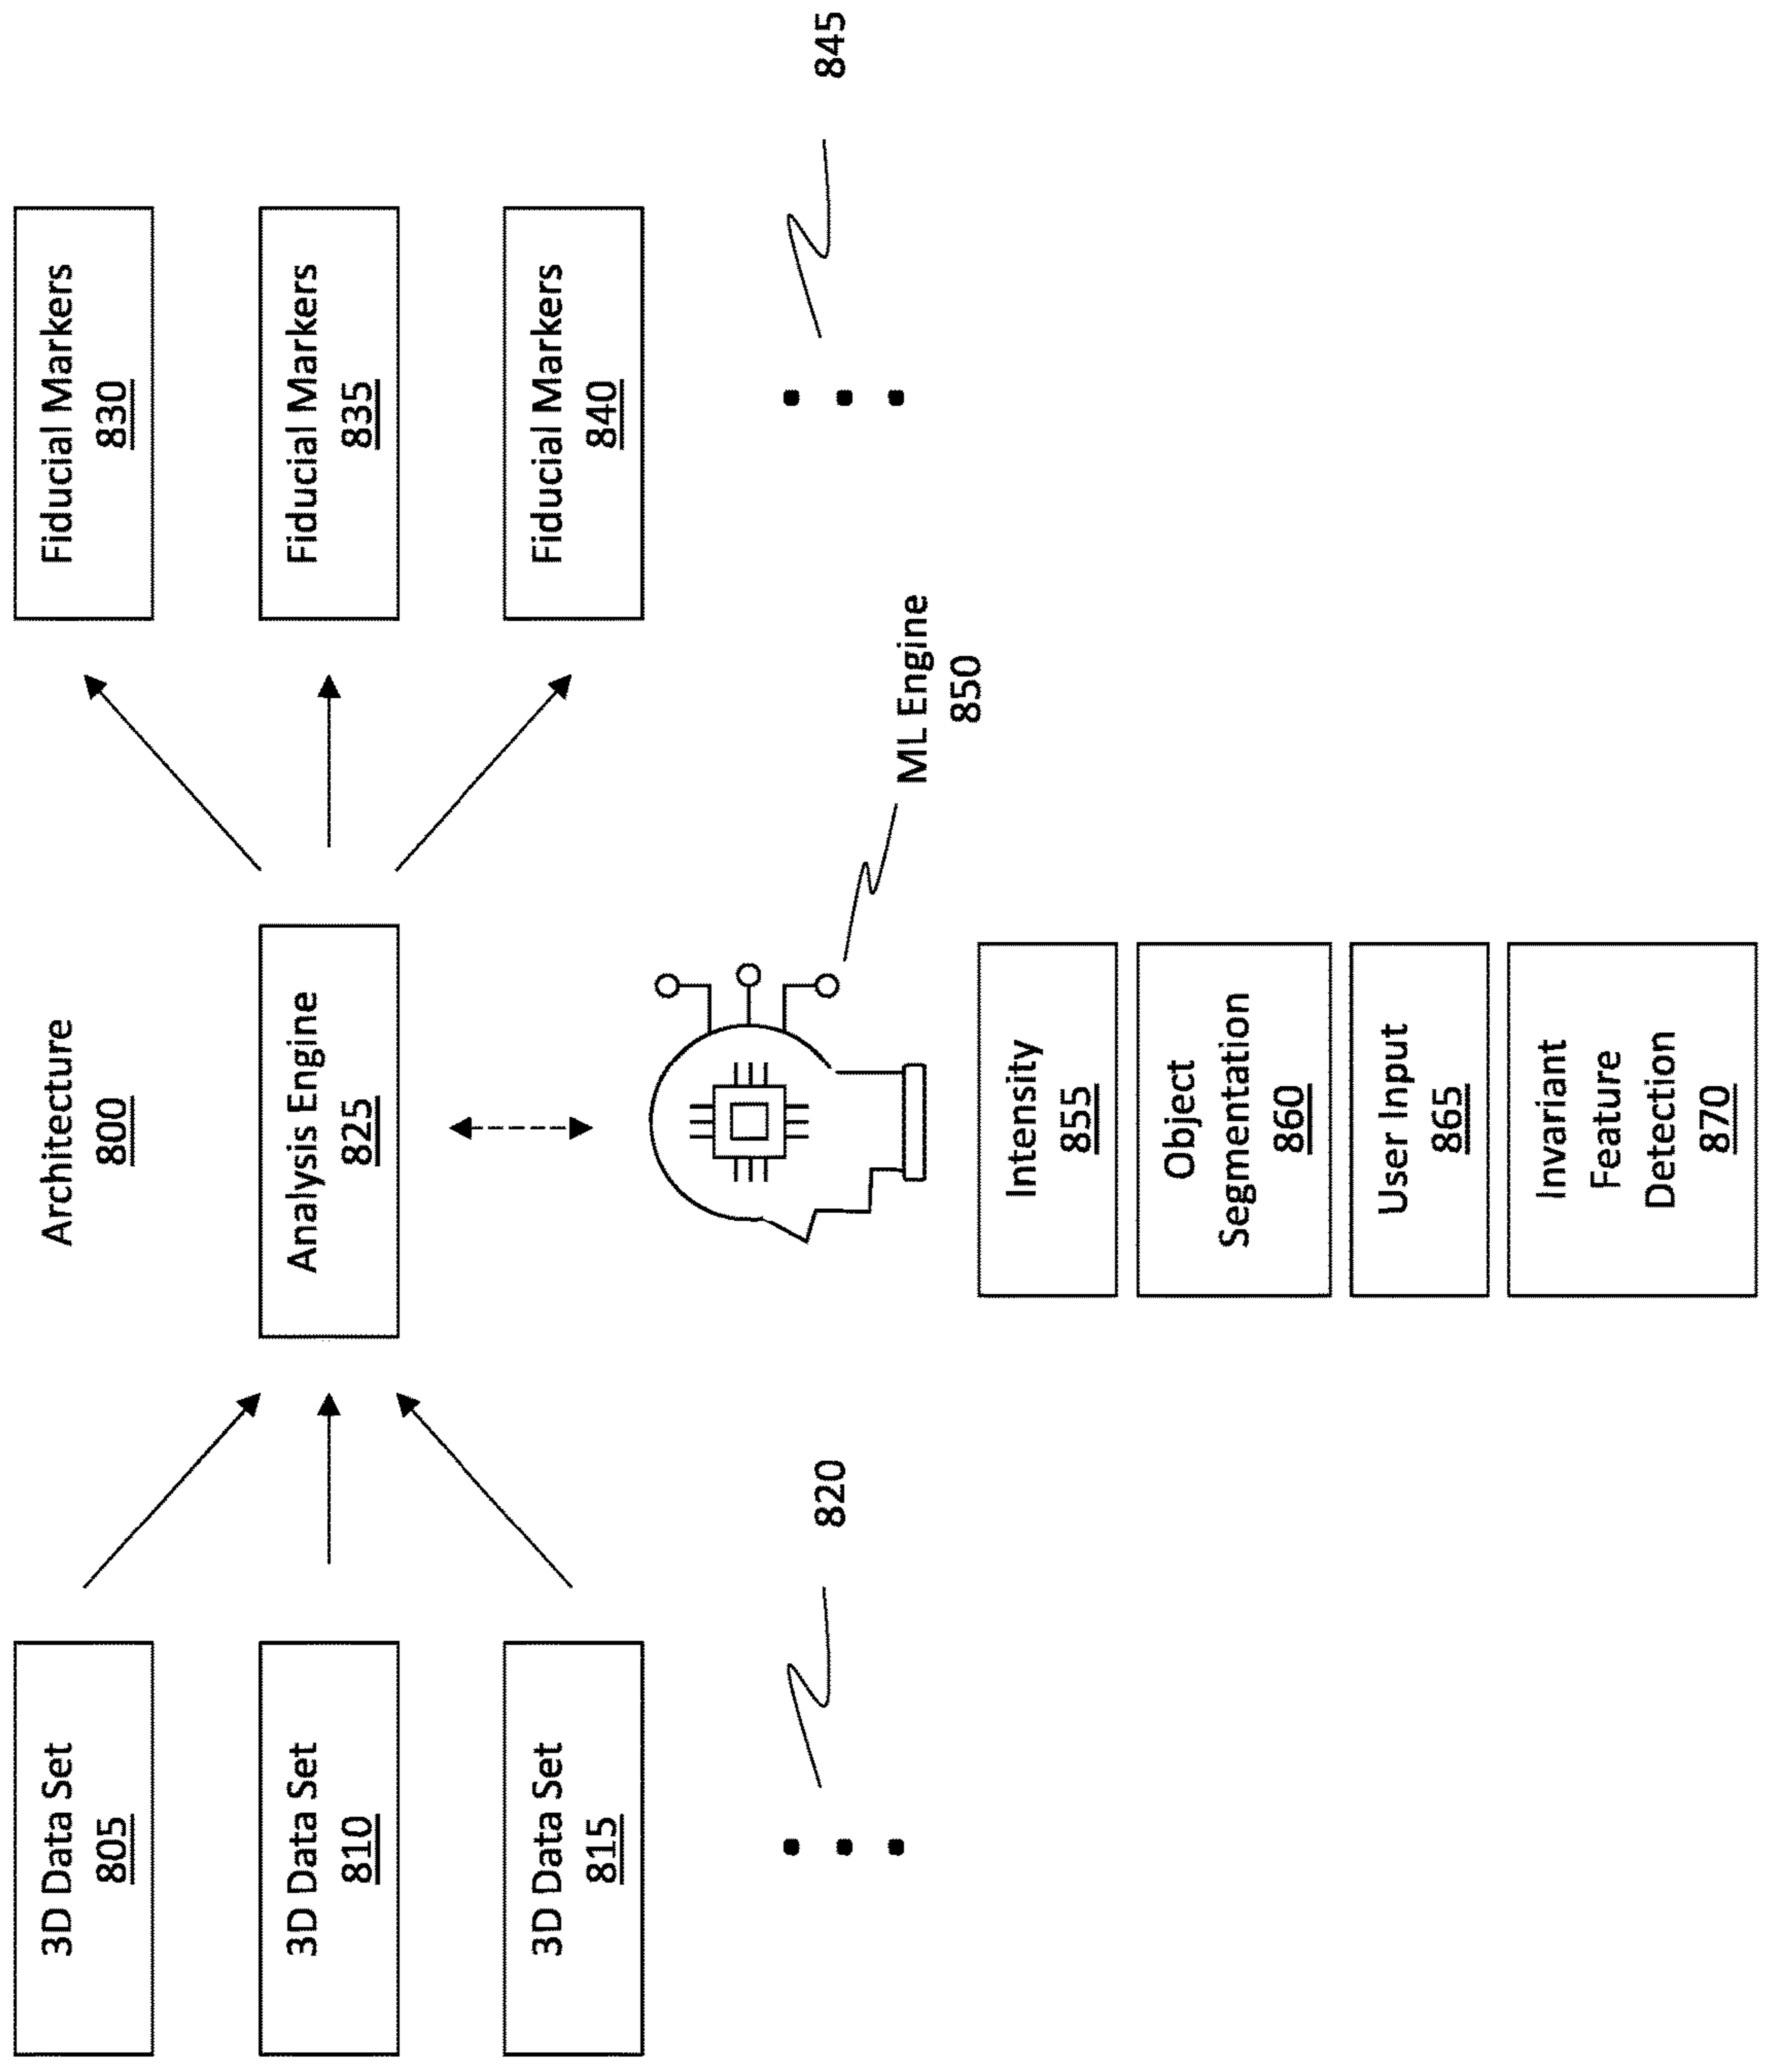 Architecture
800
3D Data Set
805
3D Data Set
810
3D Data Set
815
820
Analysis Engine
825
Fiducial Markers
830
Fiducial Markers
835
Fiducial Markers
840
845
ML Engine
850
Intensity
855
Object
Segmentation
860
User Input
865
Invariant
Feature
Detection
870